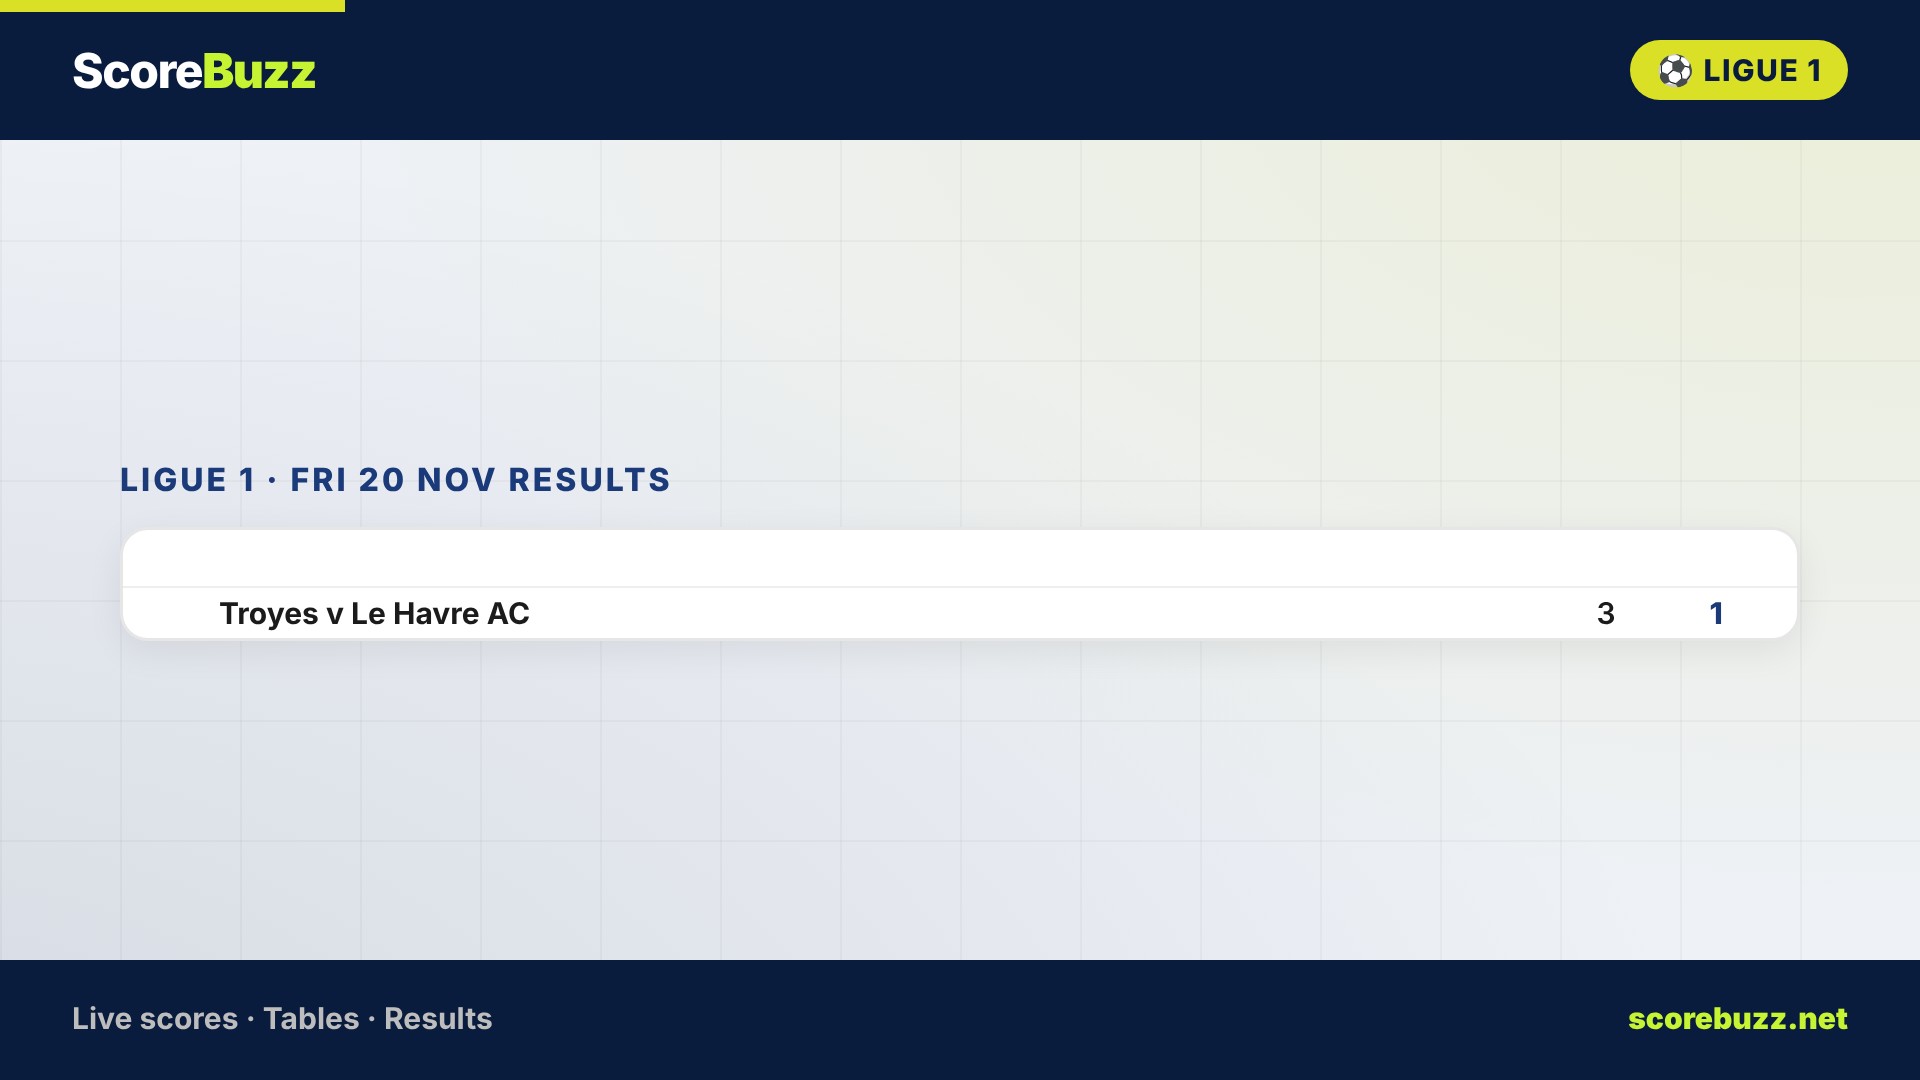 ScoreBuzz
⚽ LIGUE 1
LIGUE 1 · FRI 20 NOV RESULTS
Troyes v Le Havre AC 3 1
Live scores · Tables · Results
scorebuzz.net